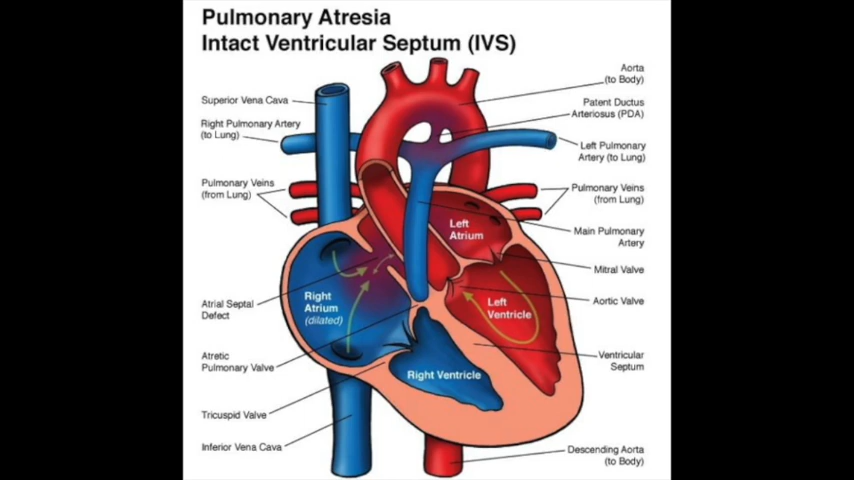 Pulmonary Atresia
Intact Ventricular Septum (IVS)
Superior Vena Cava
Right Pulmonary Artery
(to Lung)
Pulmonary Veins
(from Lung)
Atrial Septal
Defect
Atretic
Pulmonary Valve
Tricuspid Valve
Inferior Vena Cava
Right
Atrium
(dilated)
Right Ventricle
Left
Atrium
Left
Ventricle
Aorta
(to Body)
Patent Ductus
Arteriosus (PDA)
Left Pulmonary
Artery (to Lung)
Pulmonary Veins
(from Lung)
Main Pulmonary
Artery
Mitral Valve
Aortic Valve
Ventricular
Septum
Descending Aorta
(to Body)